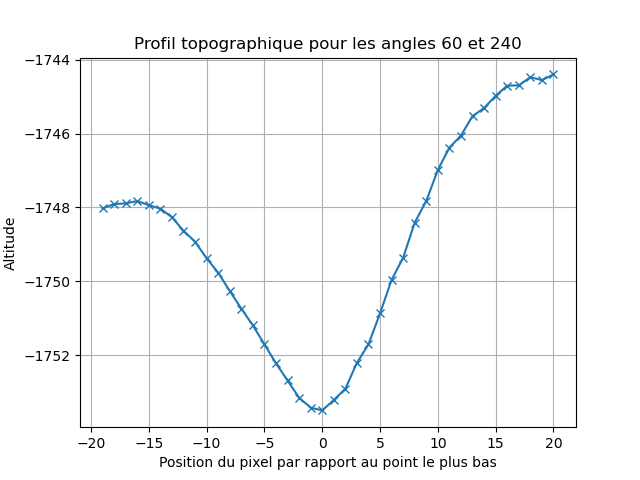 Profil topographique pour les angles 60 et 240
Altitude
−1744
−1746
−1748
−1750
−1752
−20 −15 −10 −5 0 5 10 15 20
Position du pixel par rapport au point le plus bas